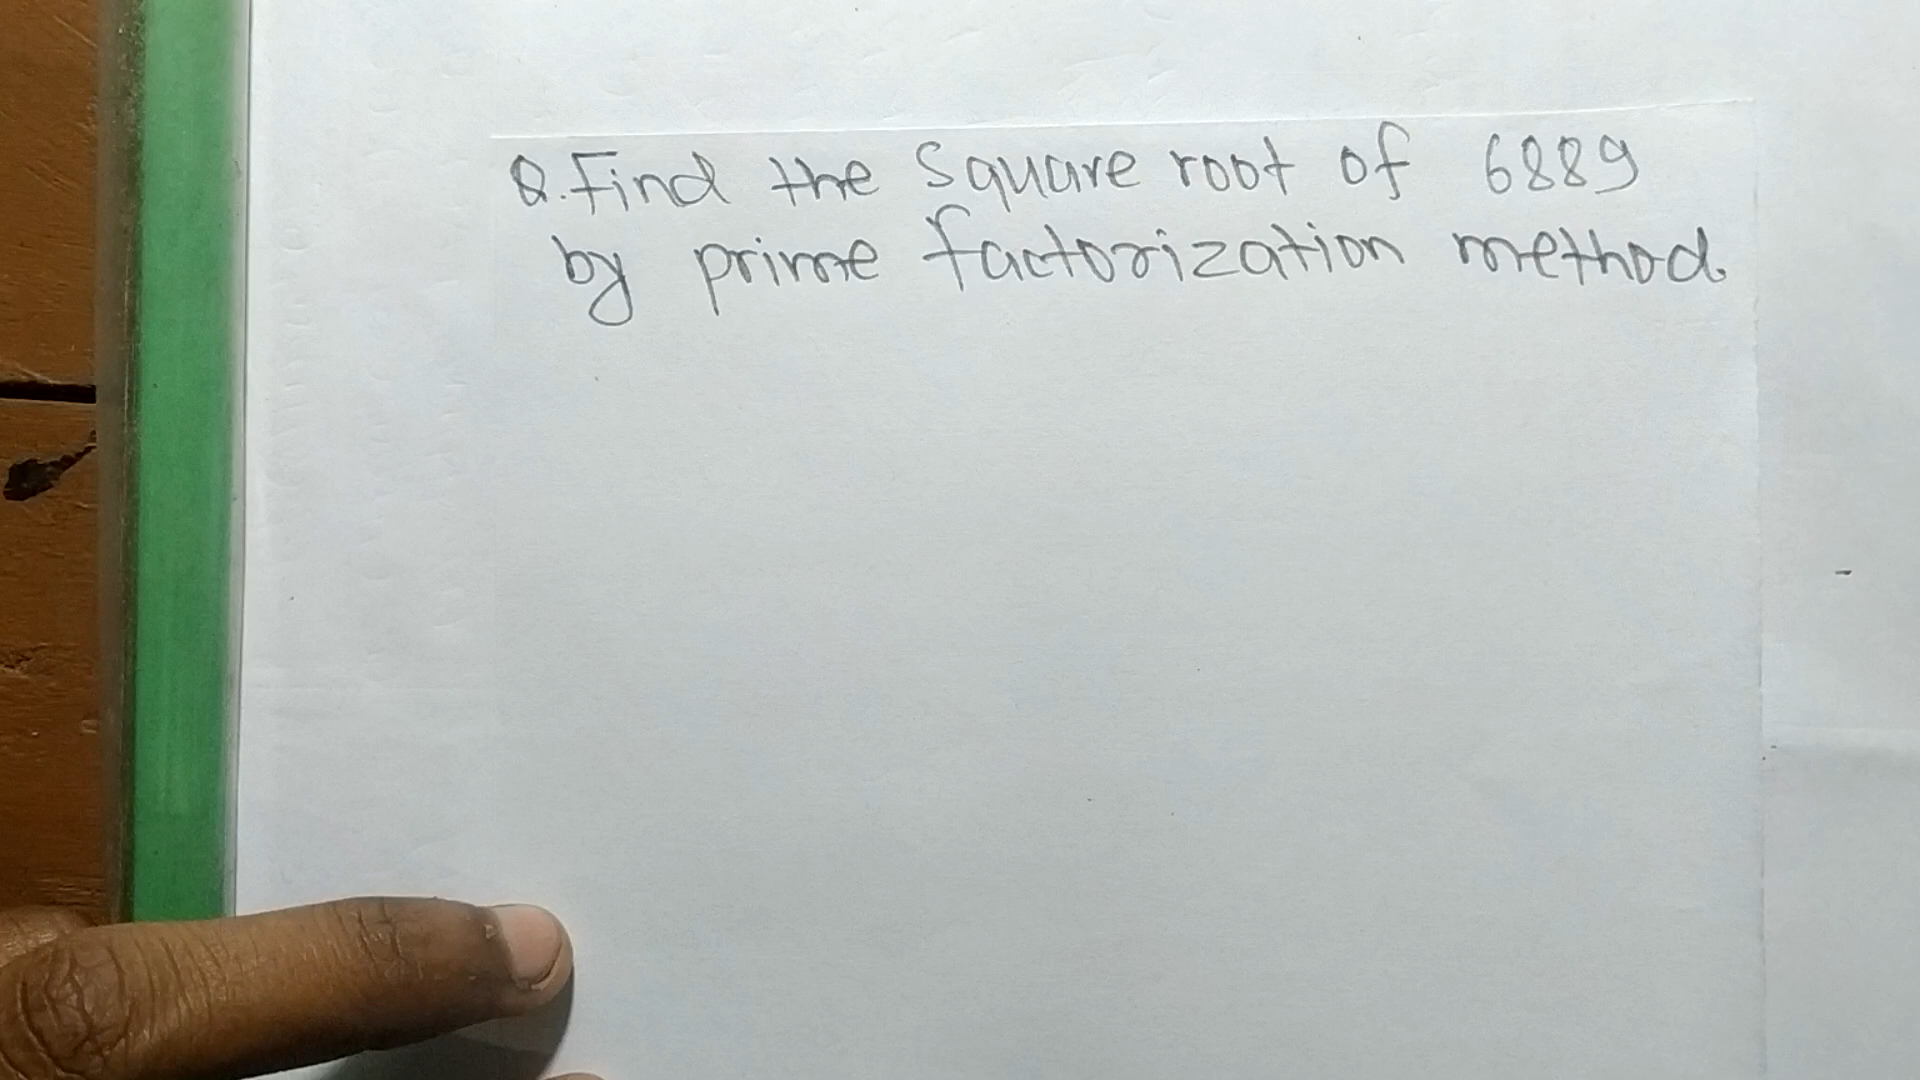 Q. Find the Square root of 6889
by prime factorization method.